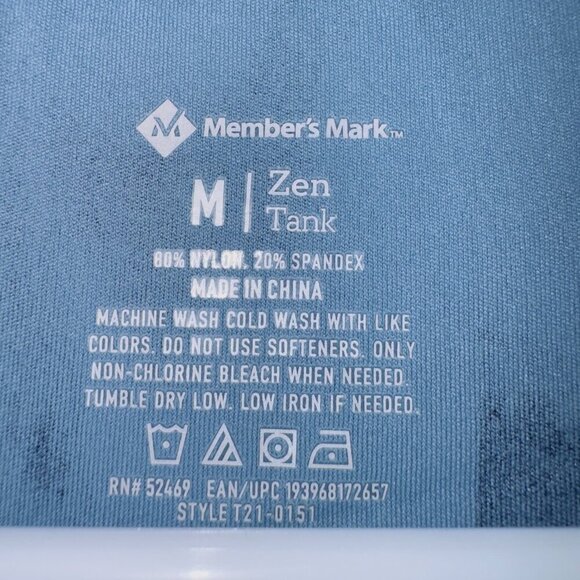 Member's Mark™
M | Zen
Tank
80% NYLON. 20% SPANDEX
MADE IN CHINA
MACHINE WASH COLD WASH WITH LIKE
COLORS. DO NOT USE SOFTENERS. ONLY
NON-CHLORINE BLEACH WHEN NEEDED.
TUMBLE DRY LOW. LOW IRON IF NEEDED.
RN# 52469 EAN/UPC 193968172657
STYLE T21-0151